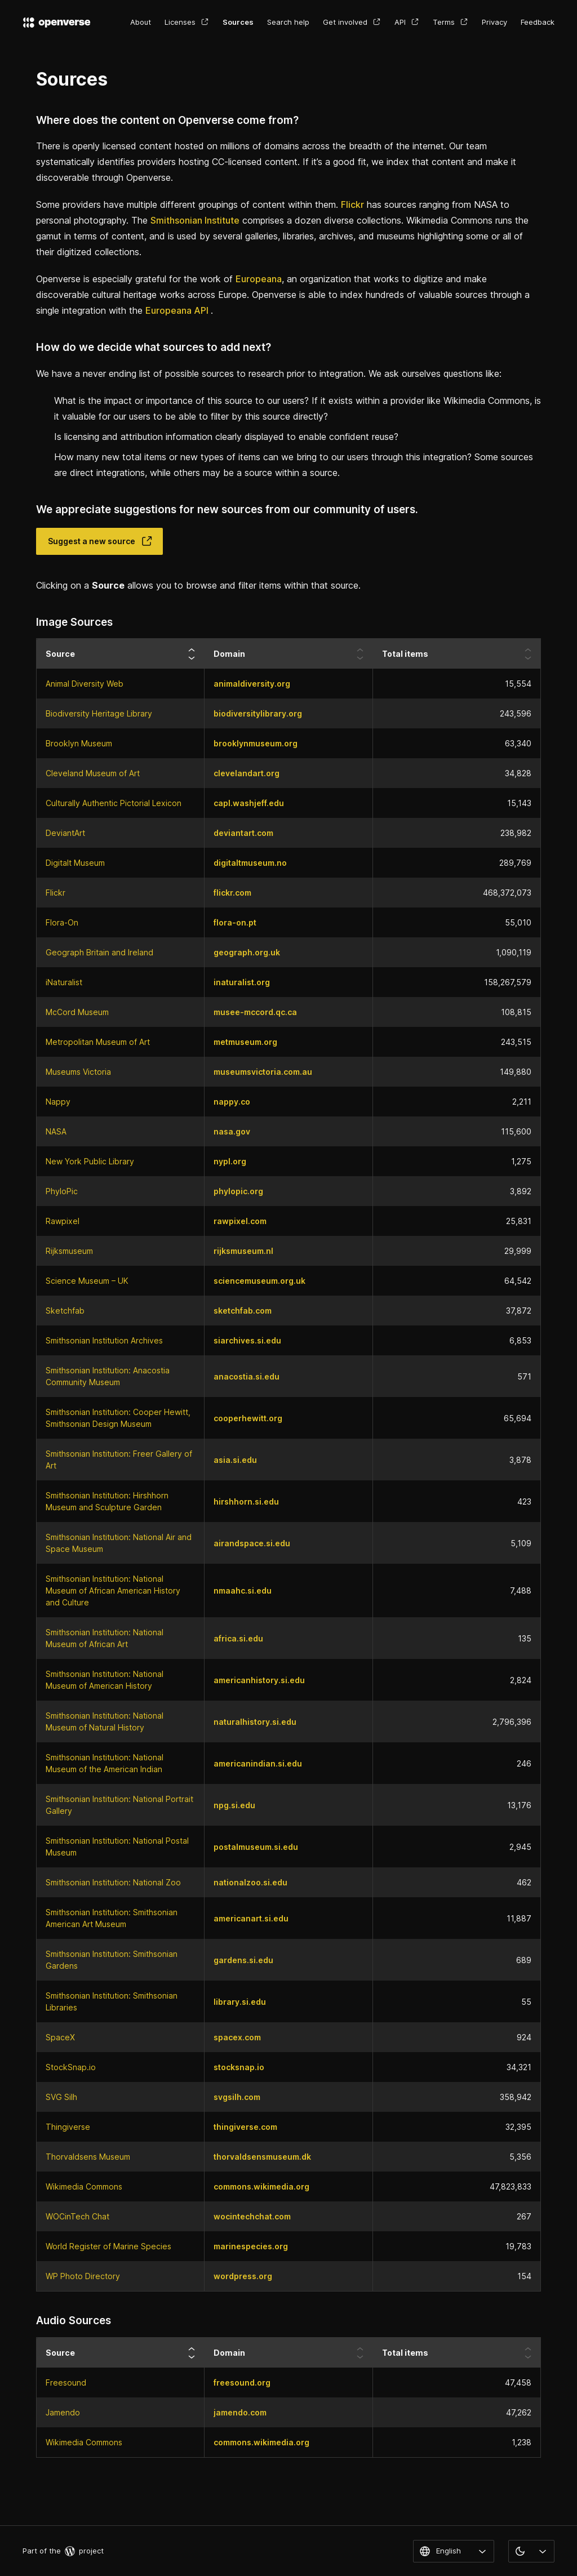 openverse
About Licenses Sources Search help Get involved API Terms Privacy Feedback
Sources
Where does the content on Openverse come from?
There is openly licensed content hosted on millions of domains across the breadth of the internet. Our team
systematically identifies providers hosting CC-licensed content. If it’s a good fit, we index that content and make it
discoverable through Openverse.
Some providers have multiple different groupings of content within them. Flickr has sources ranging from NASA to
personal photography. The Smithsonian Institute comprises a dozen diverse collections. Wikimedia Commons runs the
gamut in terms of content, and is used by several galleries, libraries, archives, and museums highlighting some or all of
their digitized collections.
Openverse is especially grateful for the work of Europeana, an organization that works to digitize and make
discoverable cultural heritage works across Europe. Openverse is able to index hundreds of valuable sources through a
single integration with the Europeana API .
How do we decide what sources to add next?
We have a never ending list of possible sources to research prior to integration. We ask ourselves questions like:
What is the impact or importance of this source to our users? If it exists within a provider like Wikimedia Commons, is
it valuable for our users to be able to filter by this source directly?
Is licensing and attribution information clearly displayed to enable confident reuse?
How many new total items or new types of items can we bring to our users through this integration? Some sources
are direct integrations, while others may be a source within a source.
We appreciate suggestions for new sources from our community of users.
Suggest a new source
Clicking on a Source allows you to browse and filter items within that source.
Image Sources
Source Domain Total items
Animal Diversity Web animaldiversity.org 15,554
Biodiversity Heritage Library biodiversitylibrary.org 243,596
Brooklyn Museum brooklynmuseum.org 63,340
Cleveland Museum of Art clevelandart.org 34,828
Culturally Authentic Pictorial Lexicon capl.washjeff.edu 15,143
DeviantArt deviantart.com 238,982
Digitalt Museum digitaltmuseum.no 289,769
Flickr flickr.com 468,372,073
Flora-On flora-on.pt 55,010
Geograph Britain and Ireland geograph.org.uk 1,090,119
iNaturalist inaturalist.org 158,267,579
McCord Museum musee-mccord.qc.ca 108,815
Metropolitan Museum of Art metmuseum.org 243,515
Museums Victoria museumsvictoria.com.au 149,880
Nappy nappy.co 2,211
NASA nasa.gov 115,600
New York Public Library nypl.org 1,275
PhyloPic phylopic.org 3,892
Rawpixel rawpixel.com 25,831
Rijksmuseum rijksmuseum.nl 29,999
Science Museum – UK sciencemuseum.org.uk 64,542
Sketchfab sketchfab.com 37,872
Smithsonian Institution Archives siarchives.si.edu 6,853
Smithsonian Institution: Anacostia
Community Museum anacostia.si.edu 571
Smithsonian Institution: Cooper Hewitt,
Smithsonian Design Museum cooperhewitt.org 65,694
Smithsonian Institution: Freer Gallery of
Art asia.si.edu 3,878
Smithsonian Institution: Hirshhorn
Museum and Sculpture Garden hirshhorn.si.edu 423
Smithsonian Institution: National Air and
Space Museum airandspace.si.edu 5,109
Smithsonian Institution: National
Museum of African American History
and Culture nmaahc.si.edu 7,488
Smithsonian Institution: National
Museum of African Art africa.si.edu 135
Smithsonian Institution: National
Museum of American History americanhistory.si.edu 2,824
Smithsonian Institution: National
Museum of Natural History naturalhistory.si.edu 2,796,396
Smithsonian Institution: National
Museum of the American Indian americanindian.si.edu 246
Smithsonian Institution: National Portrait
Gallery npg.si.edu 13,176
Smithsonian Institution: National Postal
Museum postalmuseum.si.edu 2,945
Smithsonian Institution: National Zoo nationalzoo.si.edu 462
Smithsonian Institution: Smithsonian
American Art Museum americanart.si.edu 11,887
Smithsonian Institution: Smithsonian
Gardens gardens.si.edu 689
Smithsonian Institution: Smithsonian
Libraries library.si.edu 55
SpaceX spacex.com 924
StockSnap.io stocksnap.io 34,321
SVG Silh svgsilh.com 358,942
Thingiverse thingiverse.com 32,395
Thorvaldsens Museum thorvaldsensmuseum.dk 5,356
Wikimedia Commons commons.wikimedia.org 47,823,833
WOCinTech Chat wocintechchat.com 267
World Register of Marine Species marinespecies.org 19,783
WP Photo Directory wordpress.org 154
Audio Sources
Source Domain Total items
Freesound freesound.org 47,458
Jamendo jamendo.com 47,262
Wikimedia Commons commons.wikimedia.org 1,238
Part of the project
English